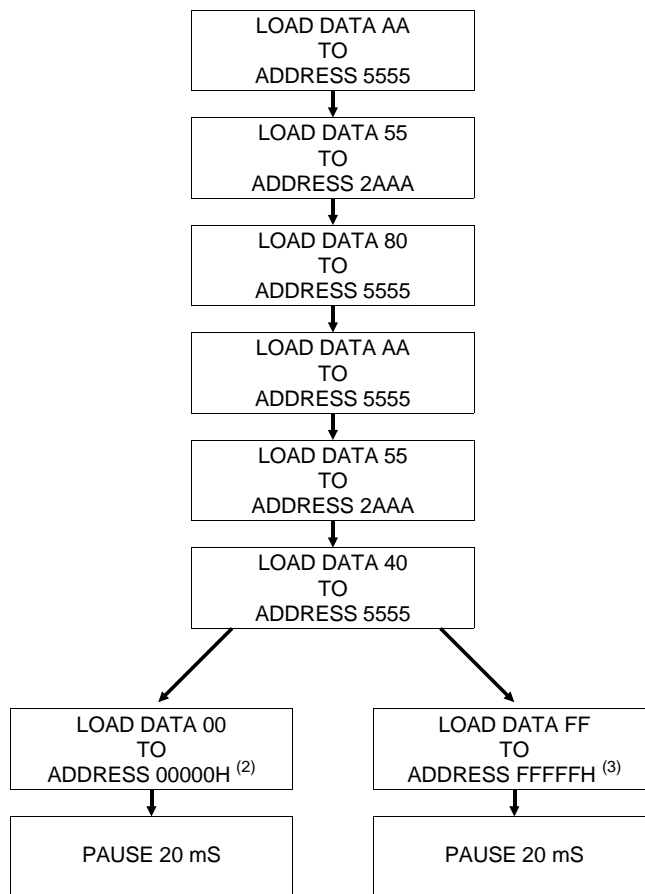 LOAD DATA AA
TO
ADDRESS 5555
LOAD DATA 55
TO
ADDRESS 2AAA
LOAD DATA 80
TO
ADDRESS 5555
LOAD DATA AA
TO
ADDRESS 5555
LOAD DATA 55
TO
ADDRESS 2AAA
LOAD DATA 40
TO
ADDRESS 5555
LOAD DATA 00
TO
ADDRESS 00000H (2)
PAUSE 20 mS
LOAD DATA FF
TO
ADDRESS FFFFFH (3)
PAUSE 20 mS